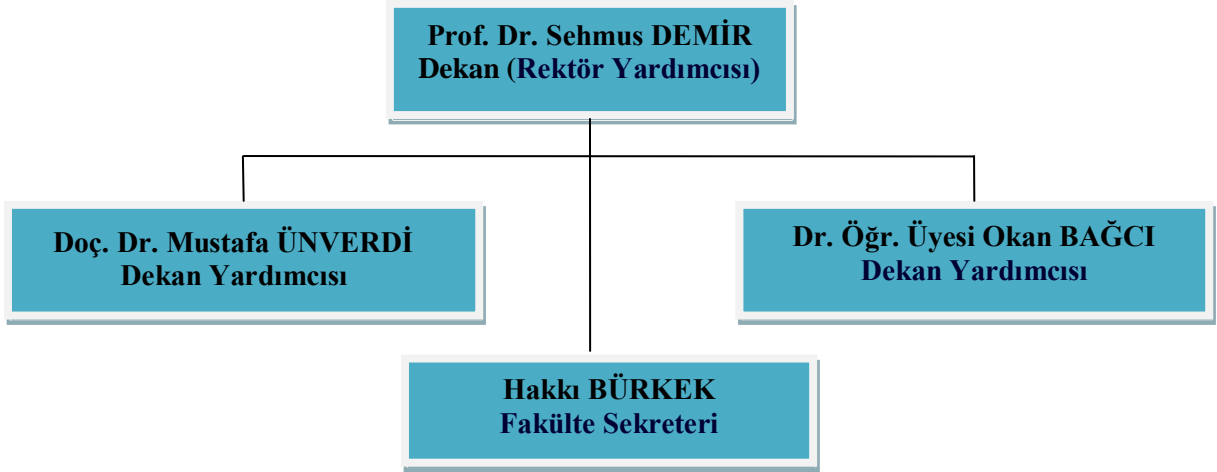 Prof. Dr. Sehmus DEMİR
Dekan (Rektör Yardımcısı)
Doç. Dr. Mustafa ÜNVERDİ
Dekan Yardımcısı
Dr. Öğr. Üyesi Okan BAĞCI
Dekan Yardımcısı
Hakkı BÜRKEK
Fakülte Sekreteri